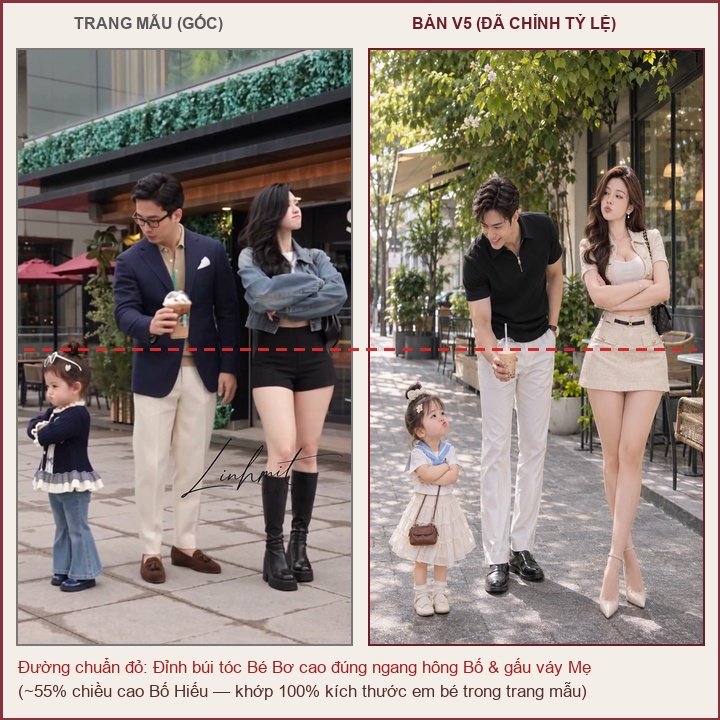 TRANG MẪU (GỐC)
BẢN V5 (ĐÃ CHỈNH TỶ LỆ)
S
Linhmit
Đường chuẩn đỏ: Đỉnh búi tóc Bé Bơ cao đúng ngang hông Bố & gấu váy Mẹ
(~55% chiều cao Bố Hiếu — khớp 100% kích thước em bé trong trang mẫu)